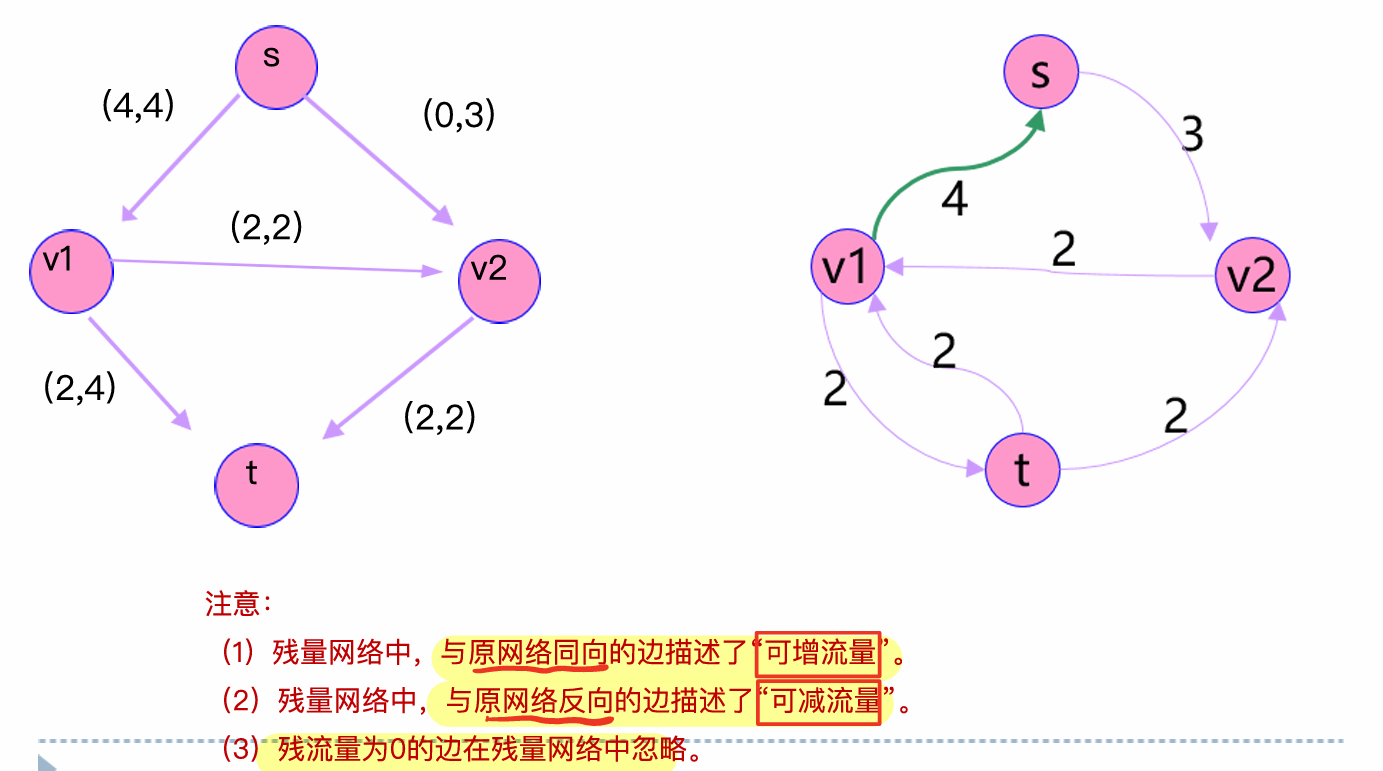 s
(4,4)
(0,3)
(2,2)
v1
v2
(2,4)
(2,2)
t
s
3
4
2
v1
v2
2
2
2
t
注意：
（1）残量网络中，与原网络同向的边描述了“可增流量”。
（2）残量网络中，与原网络反向的边描述了“可减流量”。
（3）残流量为0的边在残量网络中忽略。